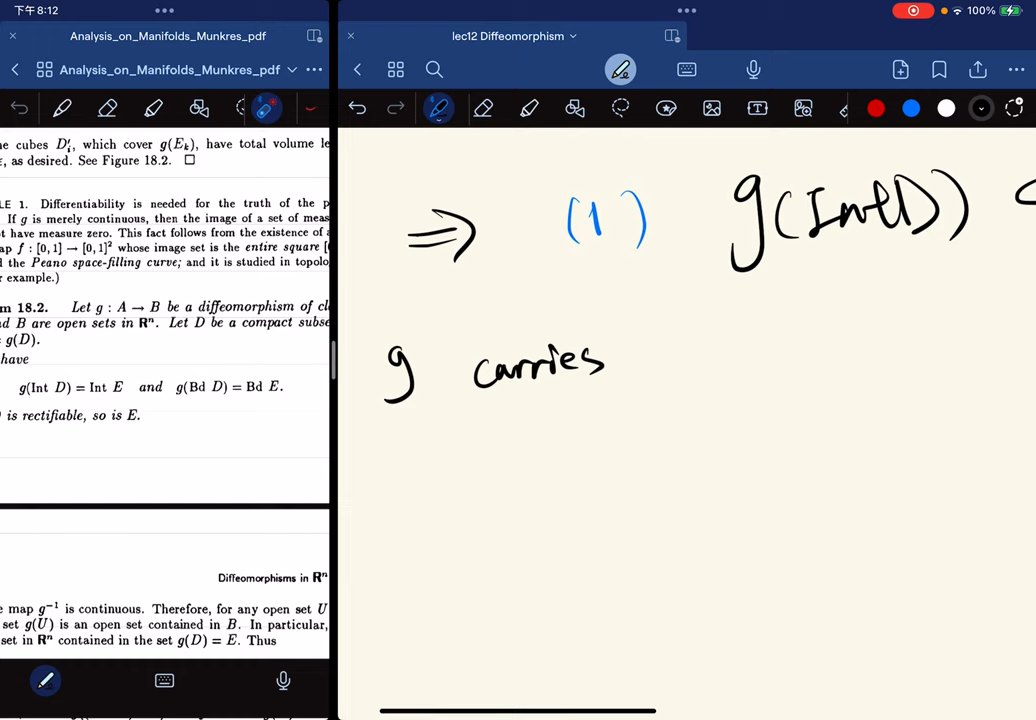 下午8:12
100%
Analysis_on_Manifolds_Munkres_pdf
lec12 Diffeomorphism
Analysis_on_Manifolds_Munkres_pdf
e cubes D'ᵢ, which cover g(Eₖ), have total volume le
, as desired. See Figure 18.2. □
LE 1. Differentiability is needed for the truth of the p
If g is merely continuous, then the image of a set of meas
t have measure zero. This fact follows from the existence of a
ap f : [0,1] → [0,1]² whose image set is the entire square [
d the Peano space-filling curve; and it is studied in topolo
r example.)
m 18.2. Let g : A → B be a diffeomorphism of cl
nd B are open sets in Rⁿ. Let D be a compact subse
= g(D).
have
g(Int D) = Int E and g(Bd D) = Bd E.
is rectifiable, so is E.
Diffeomorphisms in Rⁿ
e map g⁻¹ is continuous. Therefore, for any open set U
set g(U) is an open set contained in B. In particular,
set in Rⁿ contained in the set g(D) = E. Thus
⇒ (1) g(IntD))
g carries